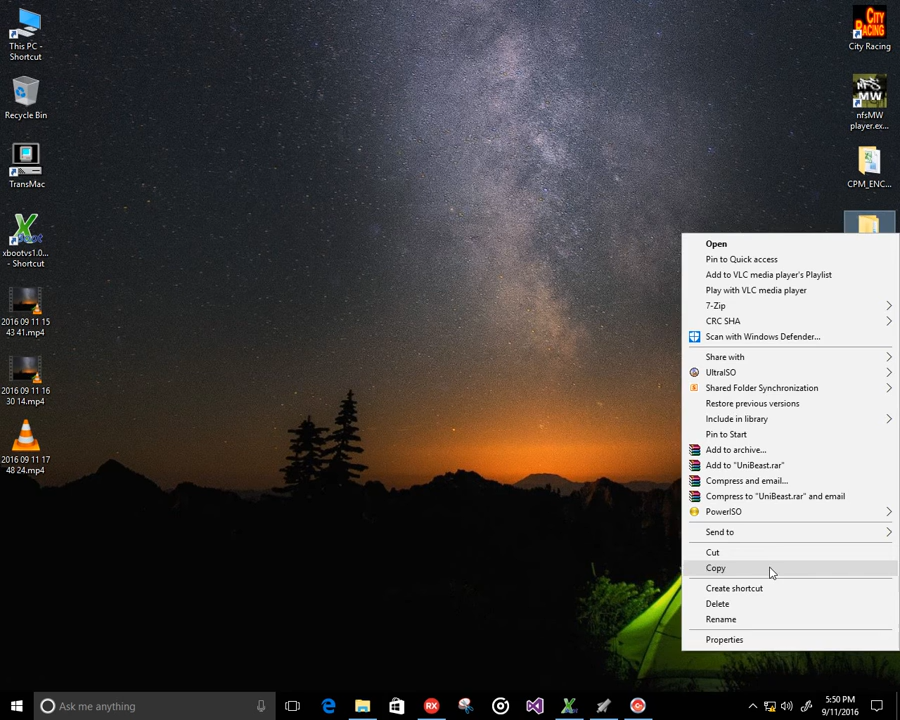 This PC -
Shortcut
Recycle Bin
TransMac
xbootvs1.0...
- Shortcut
2016 09 11 15
43 41.mp4
2016 09 11 16
30 14.mp4
2016 09 11 17
48 24.mp4
CITY
RACING
City Racing
NFS
MW
nfsMW
player.ex...
CPM_ENC...
Open
Pin to Quick access
Add to VLC media player's Playlist
Play with VLC media player
7-Zip
CRC SHA
Scan with Windows Defender...
Share with
UltraISO
Shared Folder Synchronization
Restore previous versions
Include in library
Pin to Start
Add to archive...
Add to "UniBeast.rar"
Compress and email...
Compress to "UniBeast.rar" and email
PowerISO
Send to
Cut
Copy
Create shortcut
Delete
Rename
Properties
Ask me anything
RX
5:50 PM
9/11/2016